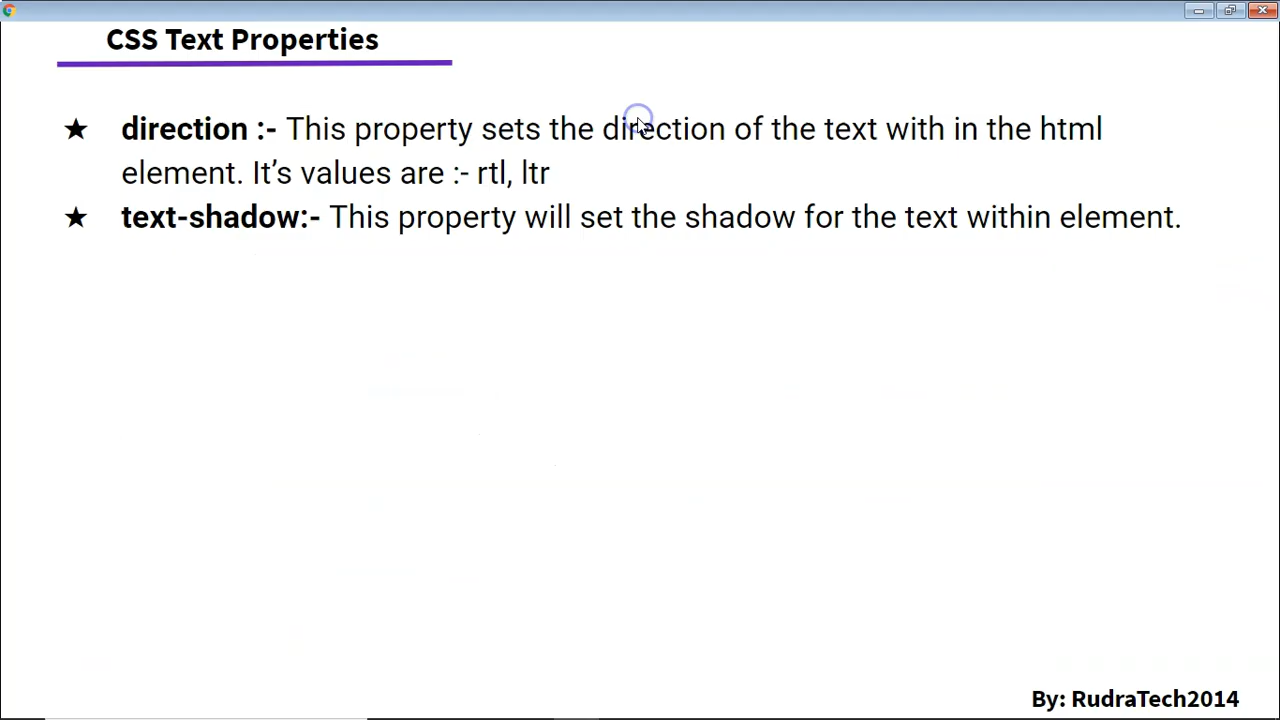 CSS Text Properties
★ direction :- This property sets the direction of the text with in the html
element. It’s values are :- rtl, ltr
★ text-shadow:- This property will set the shadow for the text within element.
By: RudraTech2014